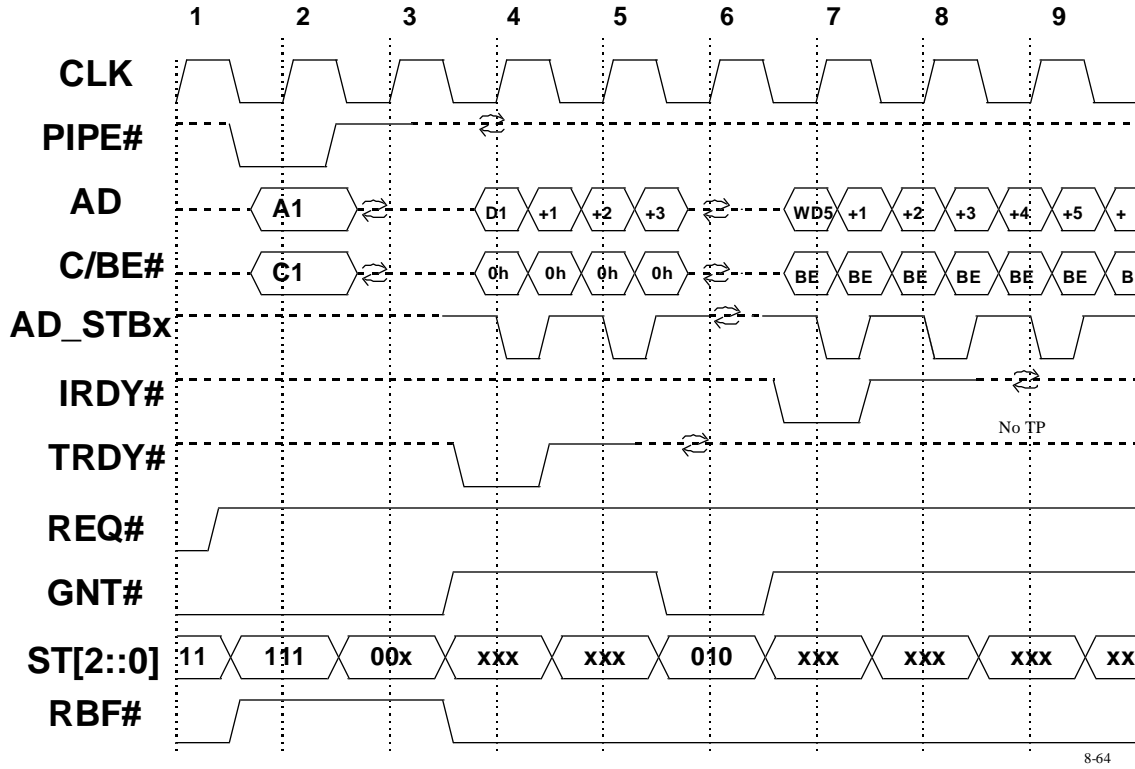 1 2 3 4 5 6 7 8 9
CLK
PIPE#
AD A1 D1 +1 +2 +3 WD5 +1 +2 +3 +4 +5 +
C/BE# C1 0h 0h 0h 0h BE BE BE BE BE BE B
AD_STBx
IRDY#
No TP
TRDY#
REQ#
GNT#
ST[2::0] 11 111 00x xxx xxx 010 xxx xxx xxx xx
RBF#
8-64